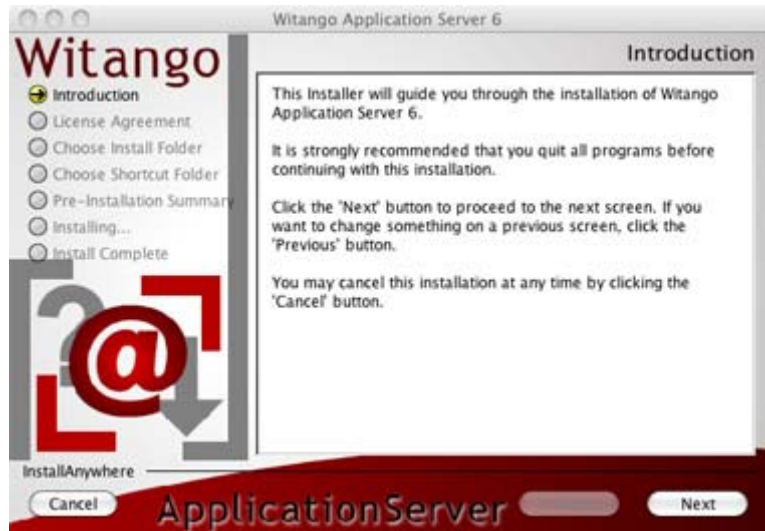 Witango Application Server 6
Witango
Introduction
Introduction
License Agreement
Choose Install Folder
Choose Shortcut Folder
Pre-Installation Summary
Installing...
Install Complete
This Installer will guide you through the installation of Witango
Application Server 6.
It is strongly recommended that you quit all programs before
continuing with this installation.
Click the 'Next' button to proceed to the next screen. If you
want to change something on a previous screen, click the
'Previous' button.
You may cancel this installation at any time by clicking the
'Cancel' button.
?
@
InstallAnywhere
Cancel
ApplicationServer
Next